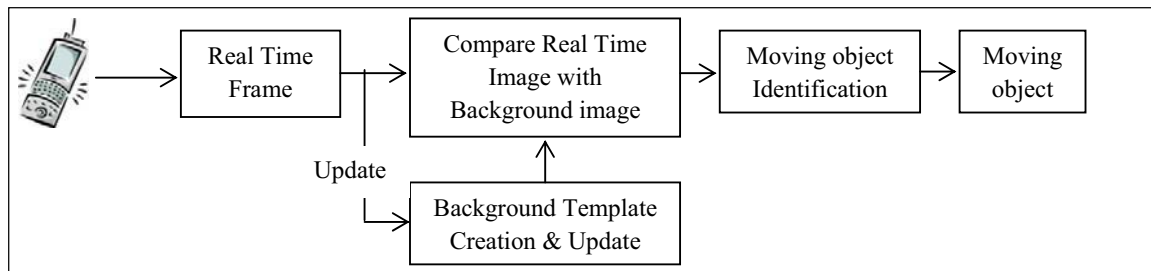 Real Time
Frame
Compare Real Time
Image with
Background image
Moving object
Identification
Moving
object
Update
Background Template
Creation & Update